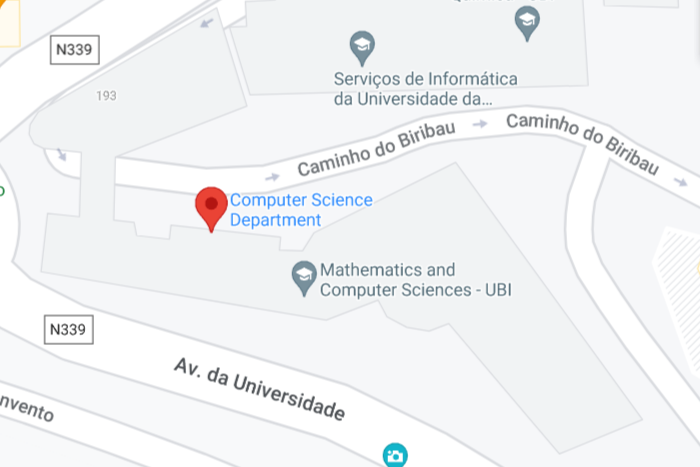 N339
193
Serviços de Informática
da Universidade da...
Caminho do Biribau
Caminho do Biribau
Computer Science
Department
Mathematics and
Computer Sciences - UBI
N339
Av. da Universidade
nvento